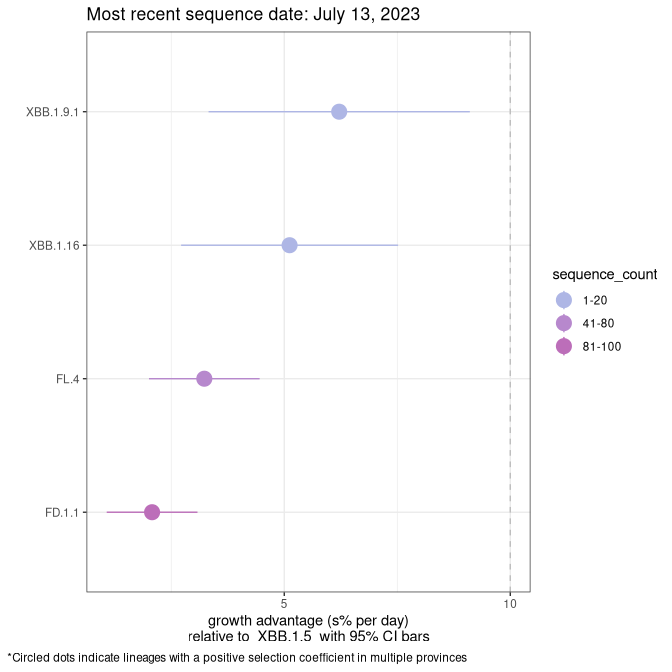 Most recent sequence date: July 13, 2023
XBB.1.9.1
XBB.1.16
FL.4
FD.1.1
sequence_count
1-20
41-80
81-100
5
10
growth advantage (s% per day)
relative to XBB.1.5 with 95% CI bars
*Circled dots indicate lineages with a positive selection coefficient in multiple provinces